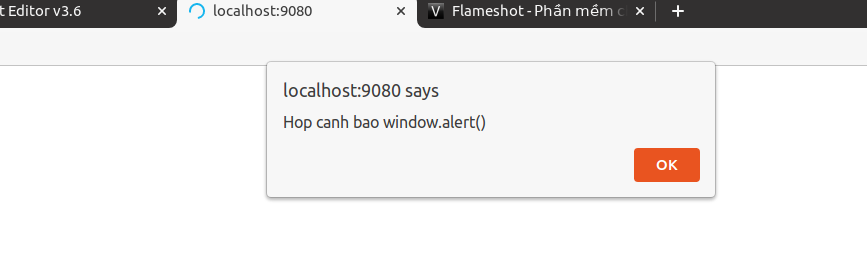 t Editor v3.6
localhost:9080
V Flameshot - Phần mềm c
localhost:9080 says
Hop canh bao window.alert()
OK